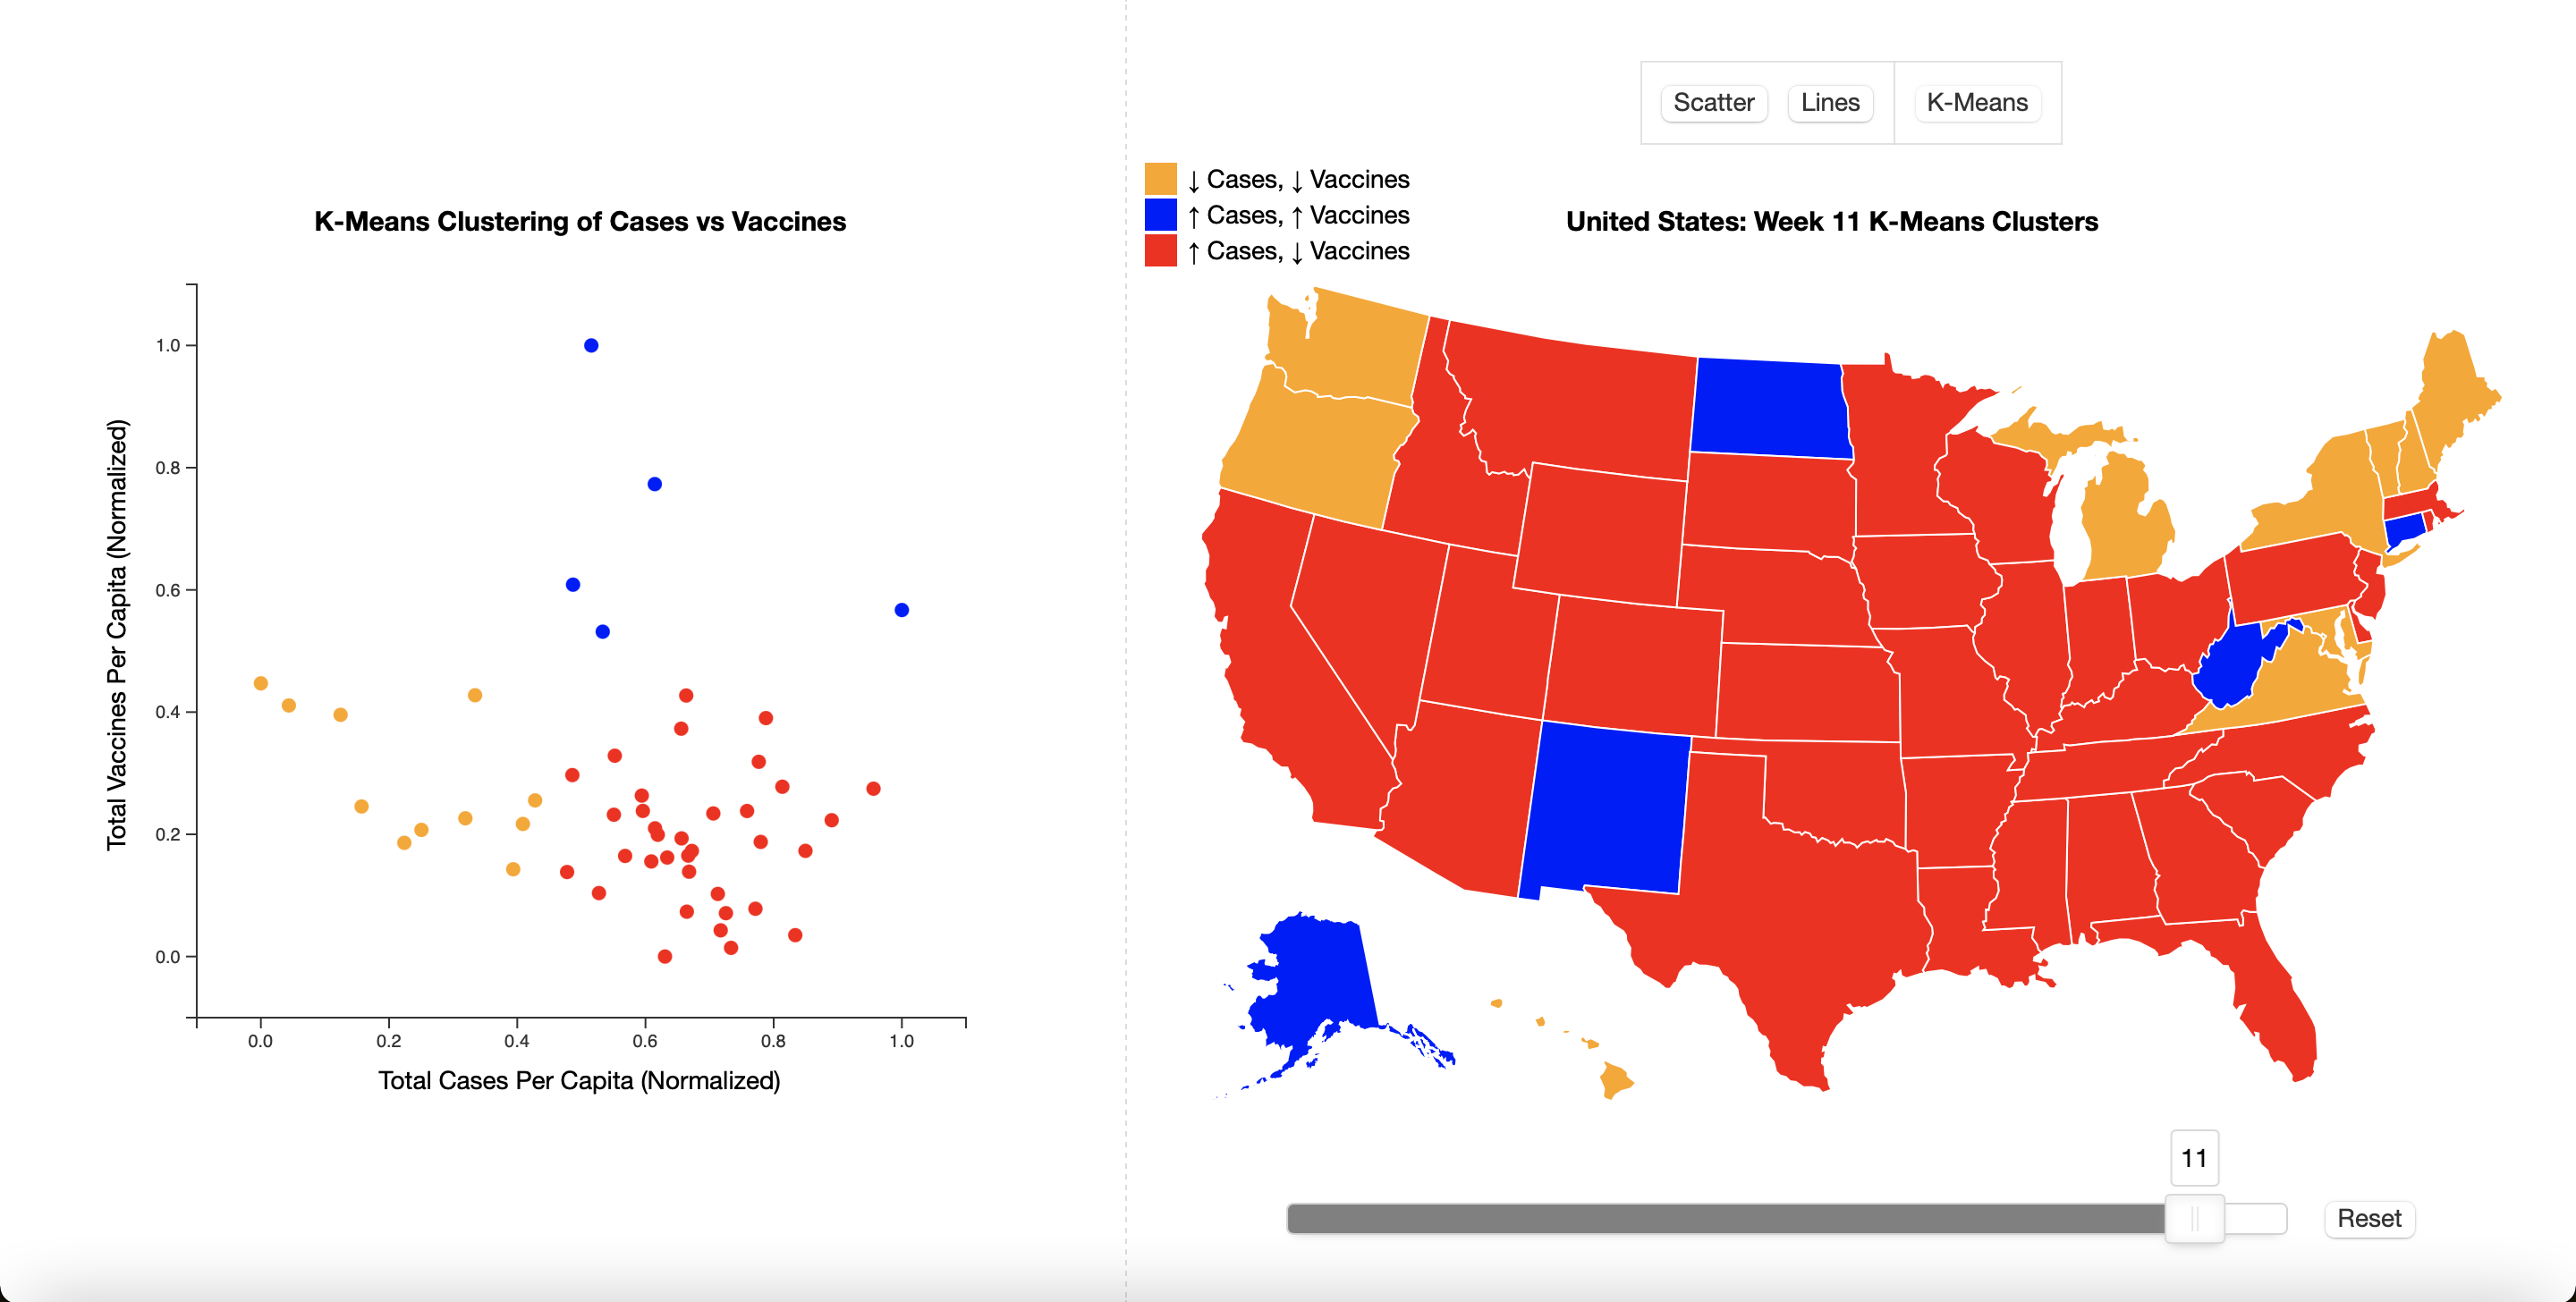 Scatter Lines K-Means
↓ Cases, ↓ Vaccines
↑ Cases, ↑ Vaccines
↑ Cases, ↓ Vaccines
K-Means Clustering of Cases vs Vaccines
United States: Week 11 K-Means Clusters
Total Vaccines Per Capita (Normalized)
1.0
0.8
0.6
0.4
0.2
0.0
0.0 0.2 0.4 0.6 0.8 1.0
Total Cases Per Capita (Normalized)
11
Reset